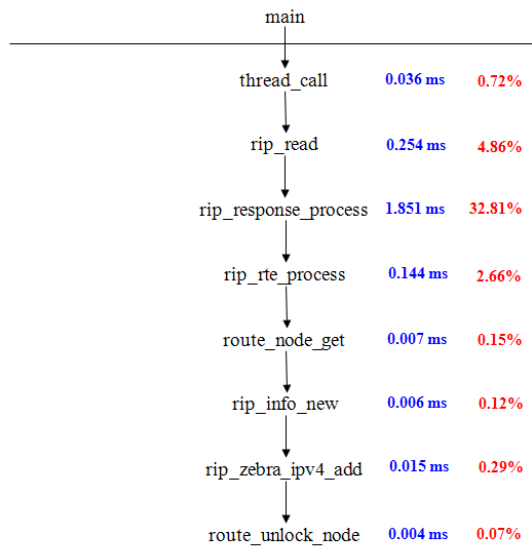 main
thread_call 0.036 ms 0.72%
rip_read 0.254 ms 4.86%
rip_response_process 1.851 ms 32.81%
rip_rte_process 0.144 ms 2.66%
route_node_get 0.007 ms 0.15%
rip_info_new 0.006 ms 0.12%
rip_zebra_ipv4_add 0.015 ms 0.29%
route_unlock_node 0.004 ms 0.07%